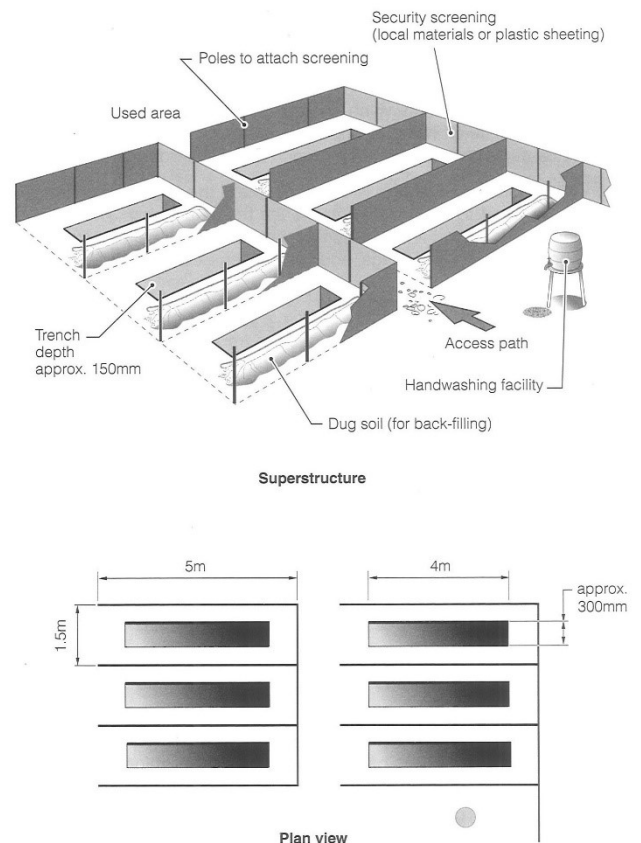 Security screening
(local materials or plastic sheeting)
Poles to attach screening
Used area
Trench
depth
approx. 150mm
Access path
Handwashing facility
Dug soil (for back-filling)
Superstructure
5m
4m
approx.
300mm
1.5m
Plan view